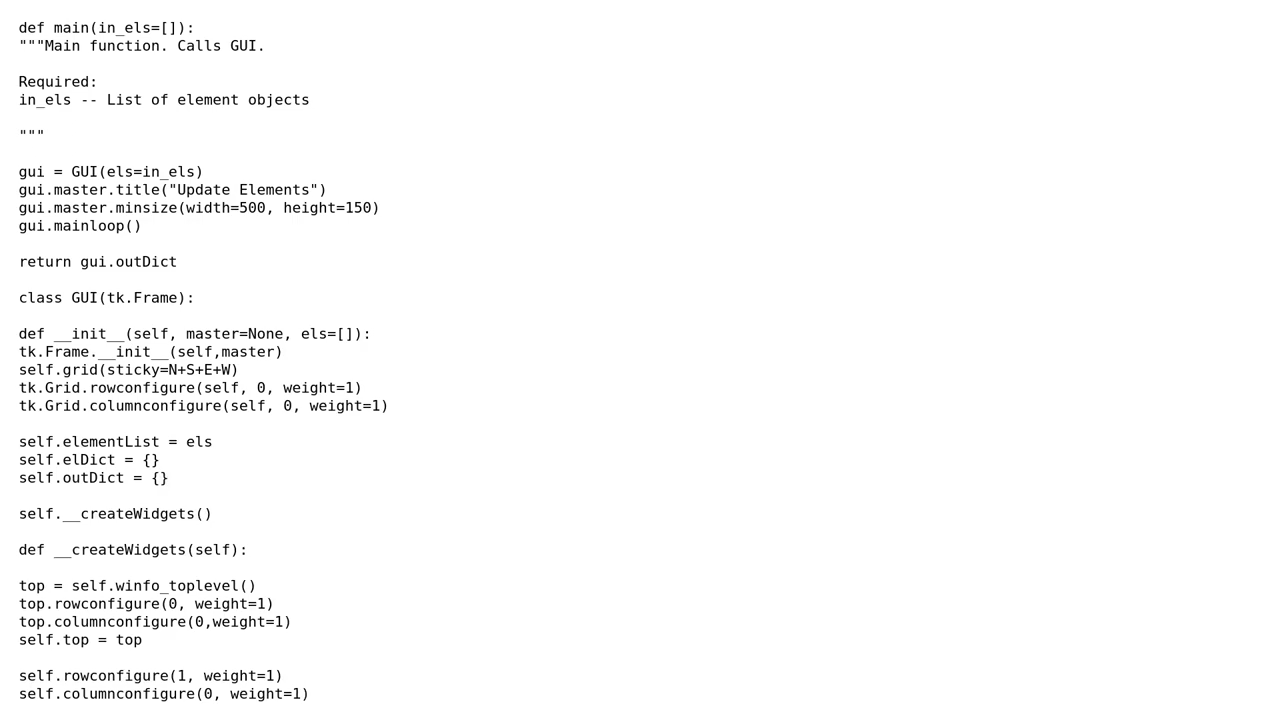 def main(in_els=[]):
"""Main function. Calls GUI.
Required:
in_els -- List of element objects
"""
gui = GUI(els=in_els)
gui.master.title("Update Elements")
gui.master.minsize(width=500, height=150)
gui.mainloop()
return gui.outDict
class GUI(tk.Frame):
def __init__(self, master=None, els=[]):
tk.Frame.__init__(self,master)
self.grid(sticky=N+S+E+W)
tk.Grid.rowconfigure(self, 0, weight=1)
tk.Grid.columnconfigure(self, 0, weight=1)
self.elementList = els
self.elDict = {}
self.outDict = {}
self.__createWidgets()
def __createWidgets(self):
top = self.winfo_toplevel()
top.rowconfigure(0, weight=1)
top.columnconfigure(0,weight=1)
self.top = top
self.rowconfigure(1, weight=1)
self.columnconfigure(0, weight=1)